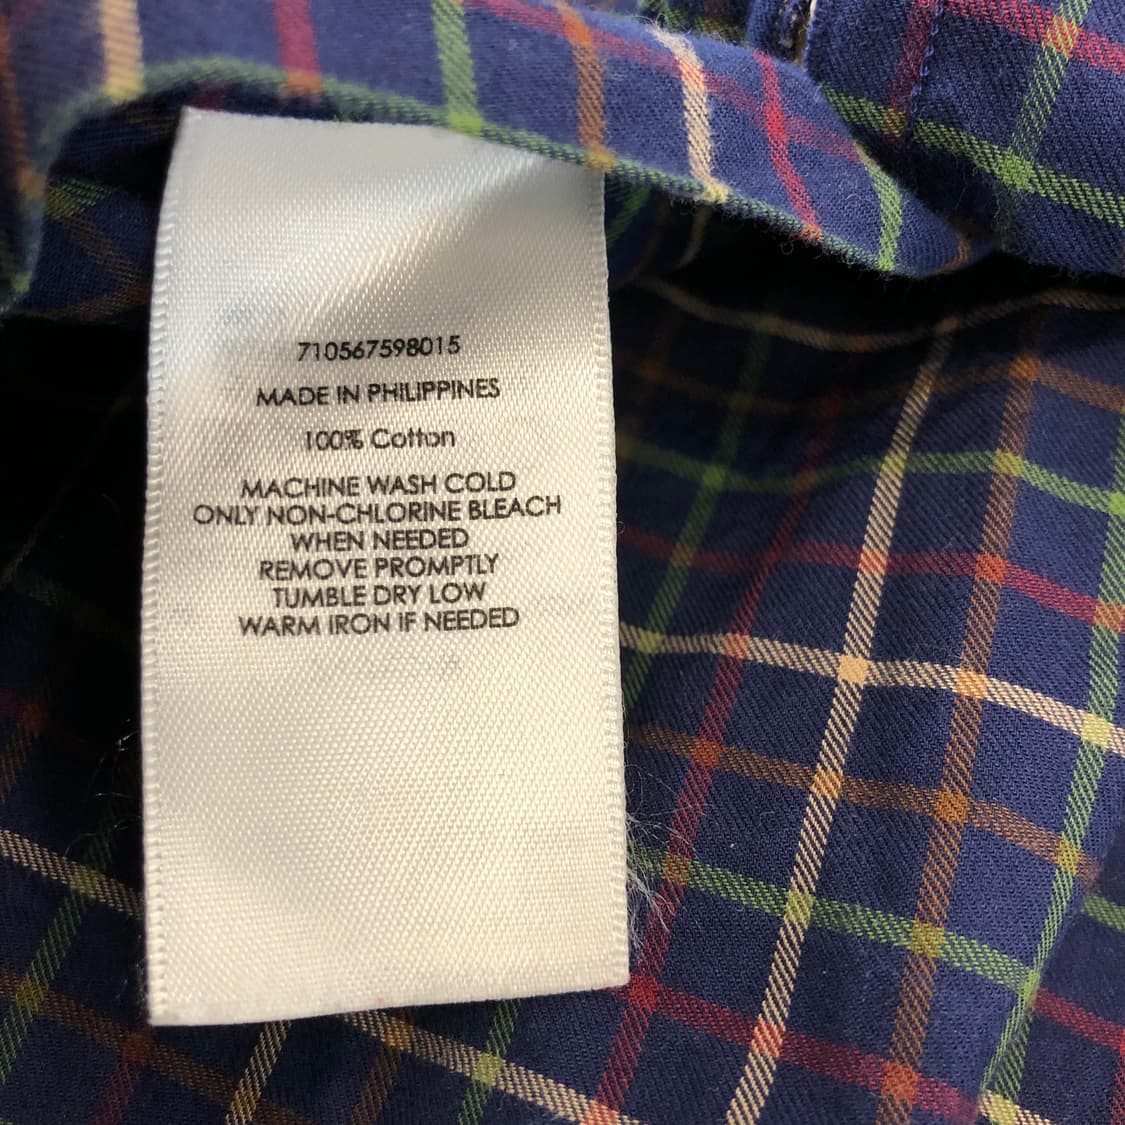 710567598015
MADE IN PHILIPPINES
100% Cotton
MACHINE WASH COLD
ONLY NON-CHLORINE BLEACH
WHEN NEEDED
REMOVE PROMPTLY
TUMBLE DRY LOW
WARM IRON IF NEEDED